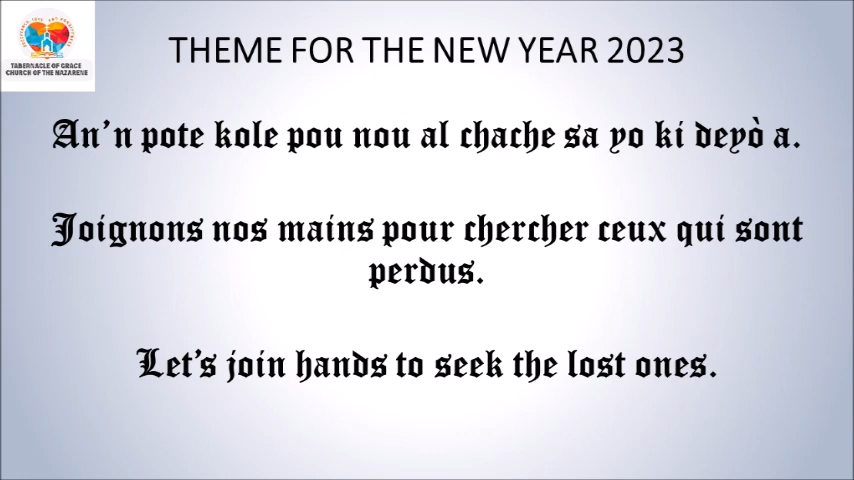 TABERNACLE OF GRACE
CHURCH OF THE NAZARENE
THEME FOR THE NEW YEAR 2023
An'n pote kole pou nou al chache sa yo ki deyò a.
Joignons nos mains pour chercher ceux qui sont
perdus.
Let's join hands to seek the lost ones.